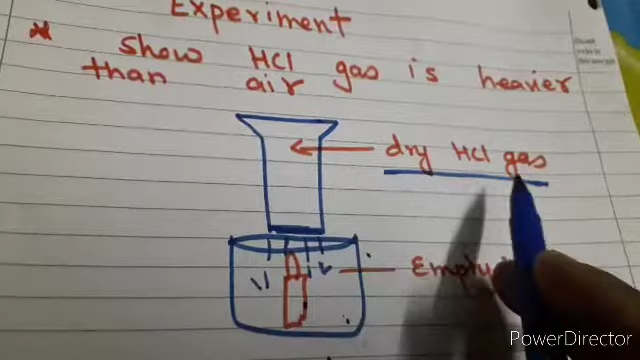 Experiment
* show HCl gas is heavier
than air
dry HCl gas
PowerDirector